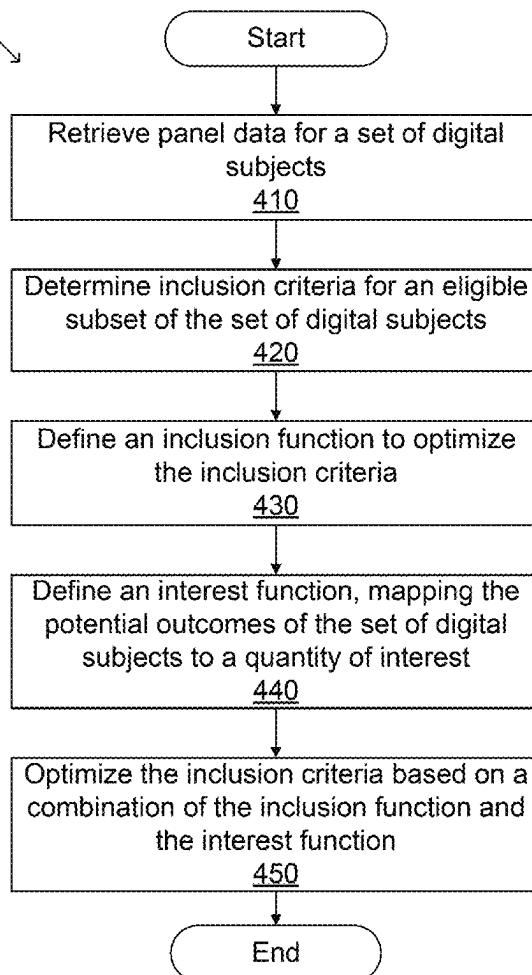 Start
Retrieve panel data for a set of digital
subjects
410
Determine inclusion criteria for an eligible
subset of the set of digital subjects
420
Define an inclusion function to optimize
the inclusion criteria
430
Define an interest function, mapping the
potential outcomes of the set of digital
subjects to a quantity of interest
440
Optimize the inclusion criteria based on a
combination of the inclusion function and
the interest function
450
End